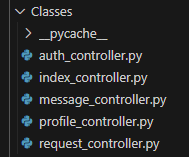 Classes
__pycache__
auth_controller.py
index_controller.py
message_controller.py
profile_controller.py
request_controller.py